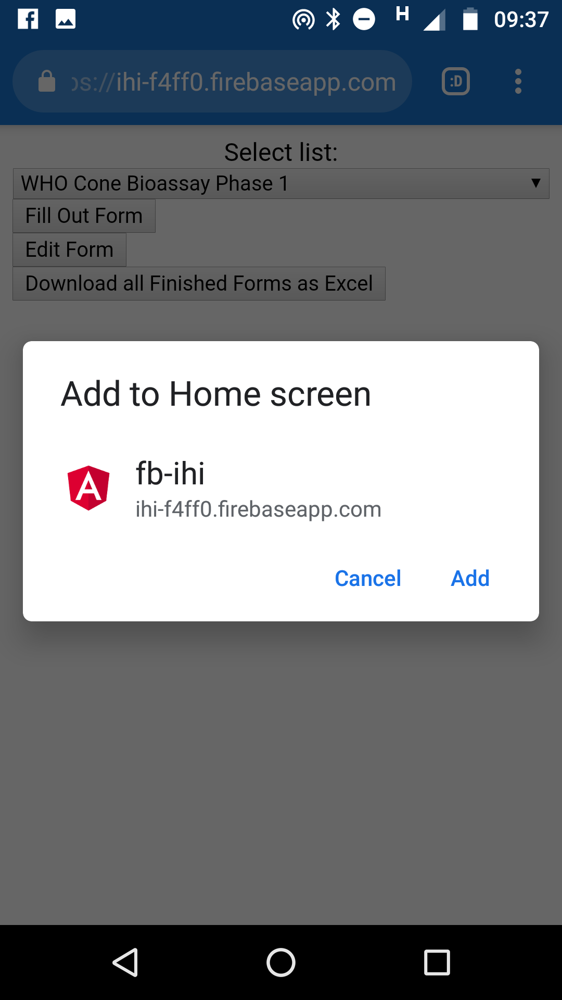 H 09:37
ps://ihi-f4ff0.firebaseapp.com :D
Select list:
WHO Cone Bioassay Phase 1
Fill Out Form
Edit Form
Download all Finished Forms as Excel
Add to Home screen
fb-ihi
ihi-f4ff0.firebaseapp.com
Cancel Add